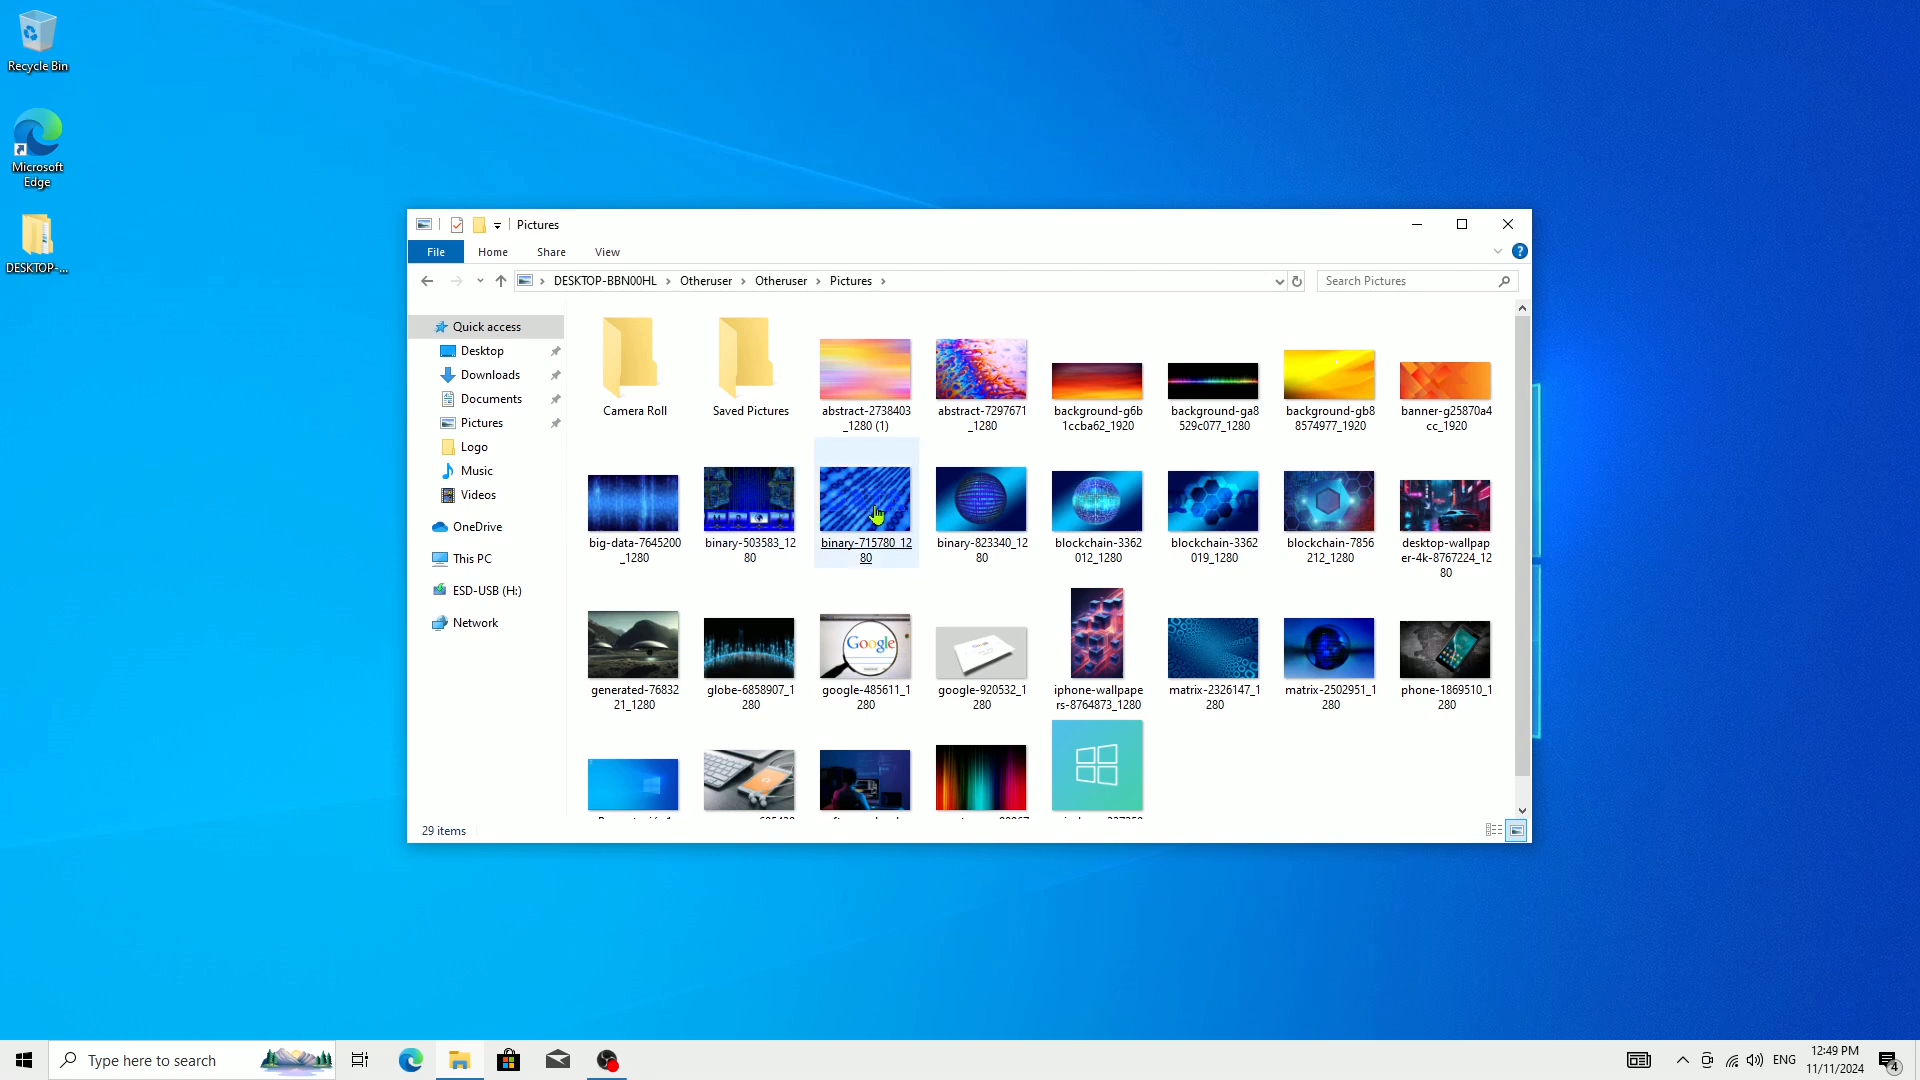 Recycle Bin
Microsoft
Edge
DESKTOP-...
Pictures
File
Home
Share
View
DESKTOP-BBN00HL
Otheruser
Otheruser
Pictures
Search Pictures
Quick access
Desktop
Downloads
Documents
Pictures
Logo
Music
Videos
OneDrive
This PC
ESD-USB (H:)
Network
Camera Roll
Saved Pictures
abstract-2738403
_1280 (1)
abstract-7297671
_1280
background-g6b
1ccba62_1920
background-ga8
529c077_1280
background-gb8
8574977_1920
banner-g25870a4
cc_1920
big-data-7645200
_1280
binary-503583_12
80
binary-715780_12
80
binary-823340_12
80
blockchain-3362
012_1280
blockchain-3362
019_1280
blockchain-7856
212_1280
desktop-wallpap
er-4k-8767224_12
80
Google
generated-76832
21_1280
globe-6858907_1
280
google-485611_1
280
google-920532_1
280
iphone-wallpape
rs-8764873_1280
matrix-2326147_1
280
matrix-2502951_1
280
phone-1869510_1
280
29 items
Type here to search
ENG
12:49 PM
11/11/2024
4